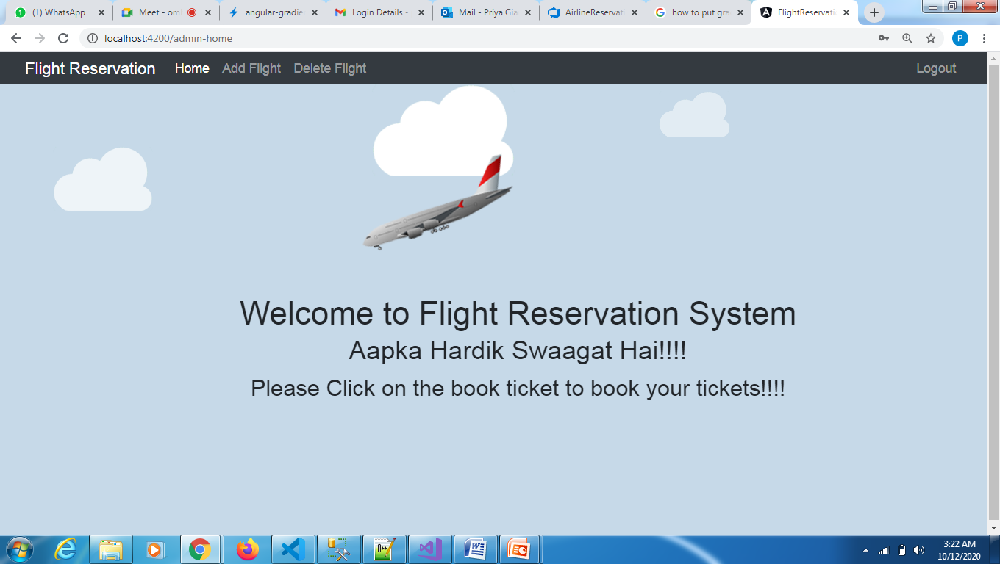 (1) WhatsApp
Meet - om
angular-gradie
Login Details -
Mail - Priya Gia
AirlineReservati
how to put gra
FlightReservati
localhost:4200/admin-home
P
Flight Reservation Home Add Flight Delete Flight Logout
Welcome to Flight Reservation System
Aapka Hardik Swaagat Hai!!!!
Please Click on the book ticket to book your tickets!!!!
3:22 AM
10/12/2020